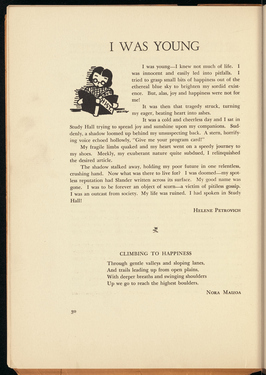 I WAS YOUNG
I was young—I knew not much of life. I
was innocent and easily led into pitfalls. I
tried to grasp small bits of happiness out of the
ethereal blue sky to brighten my sordid exist-
ence. But, alas, joy and happiness were not for
me!
It was then that tragedy struck, turning
my eager, beating heart into ashes.
It was a cold and cheerless day and I sat in
Study Hall trying to spread joy and sunshine upon my companions. Sud-
denly, a shadow loomed up behind my unsuspecting back. A stern, horrify-
ing voice echoed hollowly, "Give me your program card!"
My fragile limbs quaked and my heart went on a speedy journey to
my shoes. Meekly, my exuberant nature quite subdued, I relinquished
the desired article.
The shadow stalked away, holding my poor future in one relentless,
crushing hand. Now what was there to live for? I was doomed—my spot-
less reputation had Slander written across its surface. My good name was
gone. I was to be forever an object of scorn—a victim of pitiless gossip.
I was an outcast from society. My life was ruined. I had spoken in Study
Hall!
HELENE PETROVICH
CLIMBING TO HAPPINESS
Through gentle valleys and sloping lanes,
And trails leading up from open plains.
With deeper breaths and swinging shoulders
Up we go to reach the highest boulders.
NORA
30